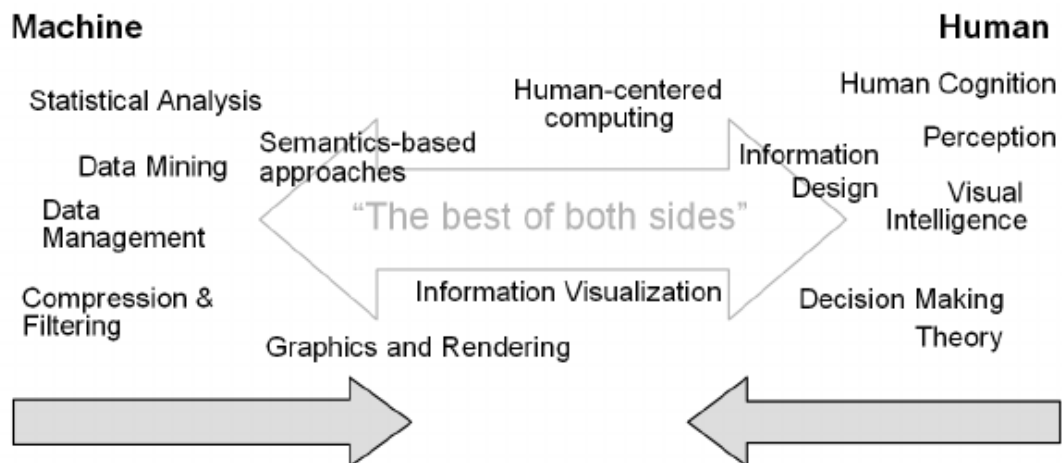 Machine
Human
Statistical Analysis
Human-centered
computing
Human Cognition
Data Mining
Semantics-based
approaches
Information
Design
Perception
Data
Management
“The best of both sides”
Visual
Intelligence
Compression &
Filtering
Information Visualization
Decision Making
Theory
Graphics and Rendering